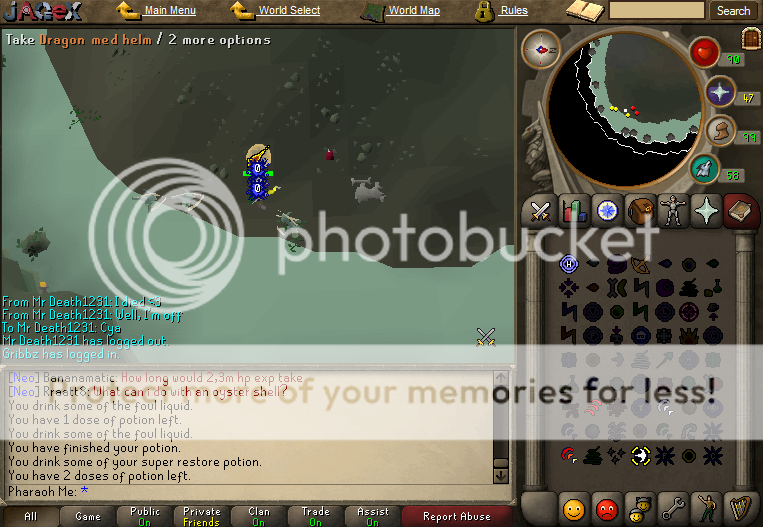 JAGeX
Main Menu
World Select
World Map
Rules
Search
Take Dragon med helm / 2 more options
90
47
99
58
0
0
H
photobucket
From Mr Death1231: I died <3
From Mr Death1231: Well, I'm off
To Mr Death1231: Cya
Mr Death1231 has logged out.
Gribbz has logged in.
Protect more of your memories for less!
[Neo] Bananamatic: How long would 2.3m hp exp take
[Neo] What can i do with an oyster shell?
You drink some of the foul liquid.
You have 1 dose of potion left.
You drink some of the foul liquid.
You have finished your potion.
You drink some of your super restore potion.
You have 2 doses of potion left.
Pharaoh Me: *
All
Game
Public
On
Private
Friends
Clan
On
Trade
On
Assist
On
Report Abuse